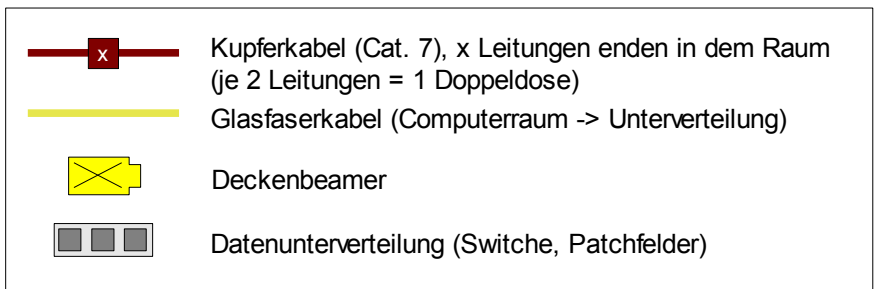 x Kupferkabel (Cat. 7), x Leitungen enden in dem Raum
(je 2 Leitungen = 1 Doppeldose)
Glasfaserkabel (Computerraum -> Unterverteilung)
Deckenbeamer
Datenunterverteilung (Switche, Patchfelder)